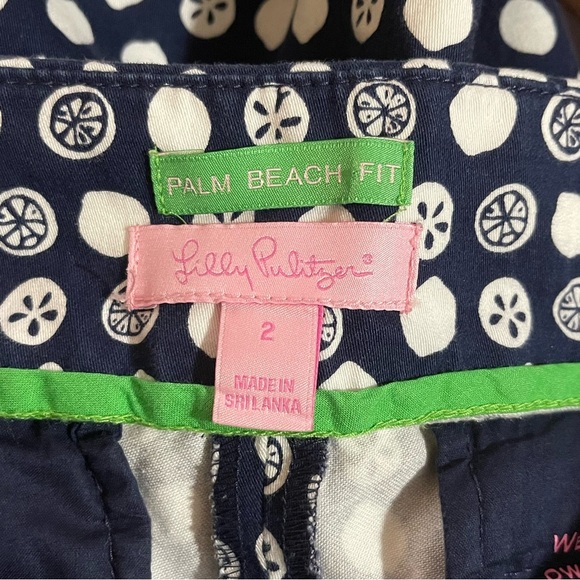 PALM BEACH FIT
Lilly Pulitzer®
2
MADE IN
SRI LANKA